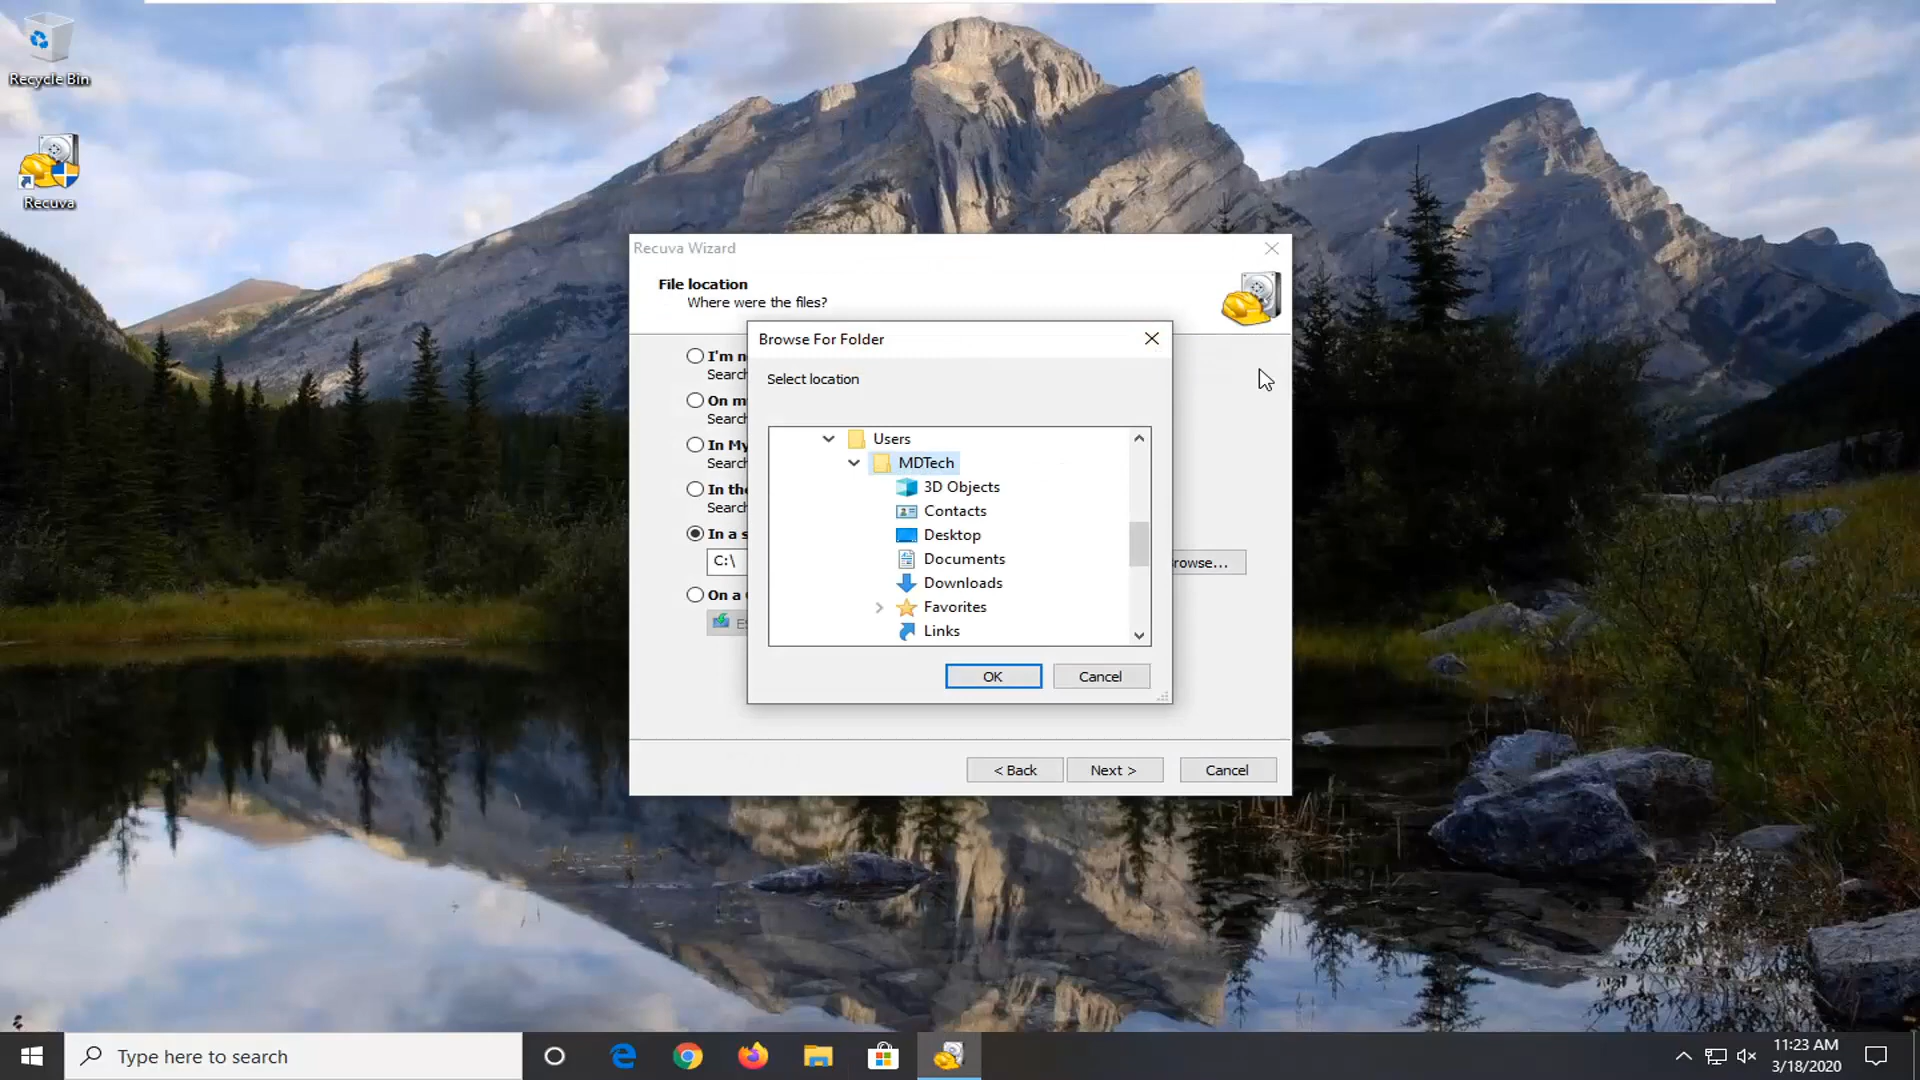 Recycle Bin
Recuva
Recuva Wizard
File location
Where were the files?
I'm n
Search
On m
Search
In My
Search
In the
Search
In a s
C:\
rowse...
On a
Browse For Folder
Select location
Users
MDTech
3D Objects
Contacts
Desktop
Documents
Downloads
Favorites
Links
OK
Cancel
< Back
Next >
Cancel
Type here to search
11:23 AM
3/18/2020